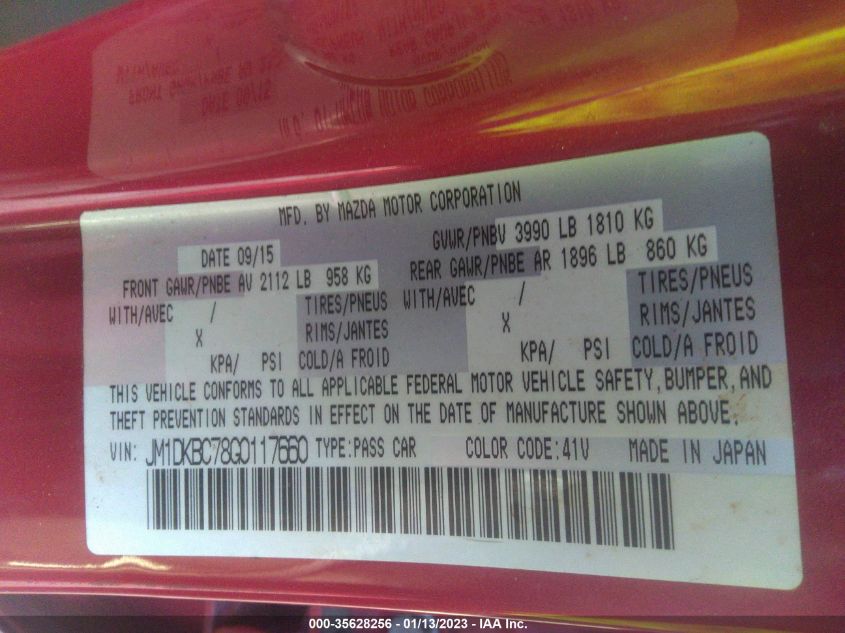 MFD. BY MAZDA MOTOR CORPORATION
DATE 09/15 GVWR/PNBV 3990 LB 1810 KG
FRONT GAWR/PNBE AV 2112 LB 958 KG REAR GAWR/PNBE AR 1896 LB 860 KG
WITH/AVEC / TIRES/PNEUS WITH/AVEC / TIRES/PNEUS
X RIMS/JANTES X RIMS/JANTES
KPA/ PSI COLD/A FROID KPA/ PSI COLD/A FROID
THIS VEHICLE CONFORMS TO ALL APPLICABLE FEDERAL MOTOR VEHICLE SAFETY, BUMPER, AND
THEFT PREVENTION STANDARDS IN EFFECT ON THE DATE OF MANUFACTURE SHOWN ABOVE.
VIN: JM1DKBC78G0117660 TYPE:PASS CAR COLOR CODE:41V MADE IN JAPAN
000-35628256 - 01/13/2023 - IAA Inc.